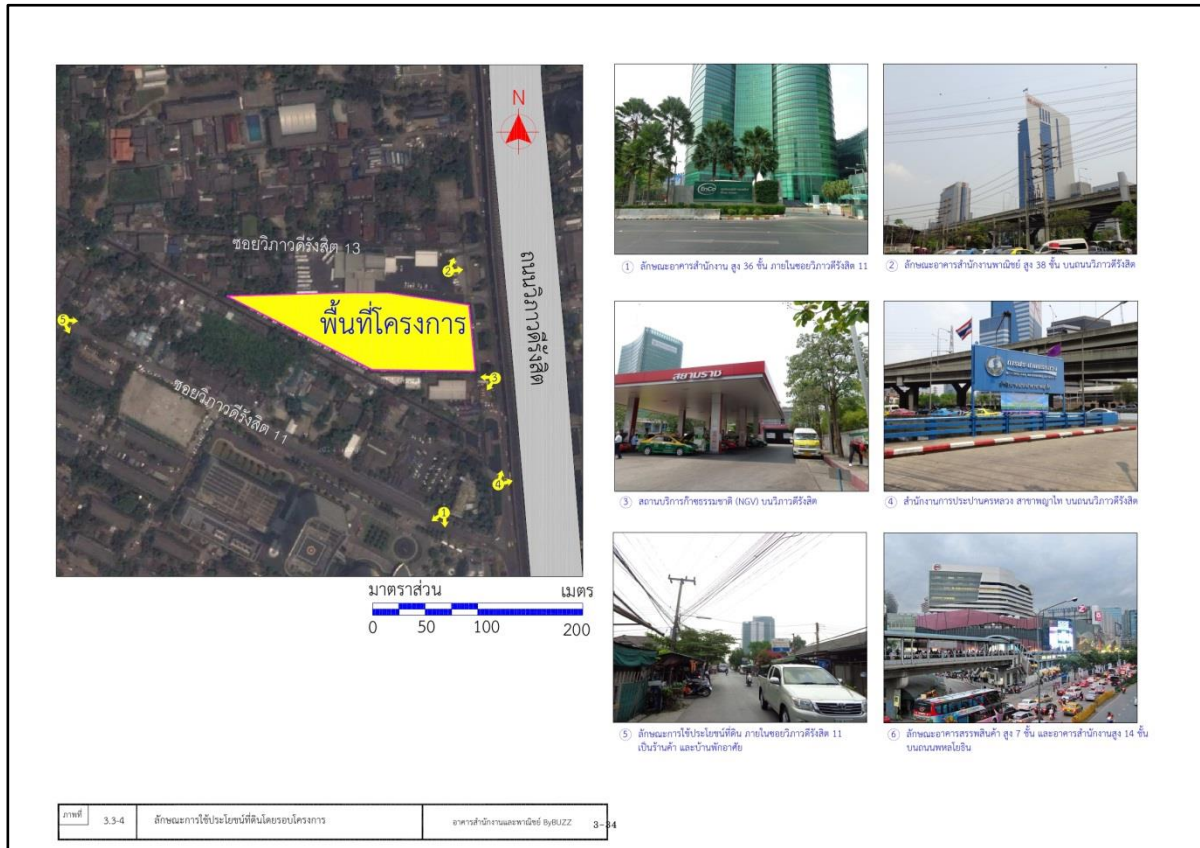 N
ซอยวิภาวดีรังสิต 13
ถนนวิภาวดีรังสิต
2
พื้นที่โครงการ
5
3
ซอยวิภาวดีรังสิต 11
4
1
มาตราส่วน เมตร
0 50 100 200
EnCo
① ลักษณะอาคารสำนักงาน สูง 36 ชั้น ภายในซอยวิภาวดีรังสิต 11
② ลักษณะอาคารสำนักงานพาณิชย์ สูง 38 ชั้น บนถนนวิภาวดีรังสิต
สยามราช
③ สถานบริการก๊าซธรรมชาติ (NGV) บนวิภาวดีรังสิต
การประปานครหลวง
④ สำนักงานการประปานครหลวง สาขาพญาไท บนถนนวิภาวดีรังสิต
⑤ ลักษณะการใช้ประโยชน์ที่ดิน ภายในซอยวิภาวดีรังสิต 11
เป็นร้านค้า และบ้านพักอาศัย
⑥ ลักษณะอาคารสรรพสินค้า สูง 7 ชั้น และอาคารสำนักงานสูง 14 ชั้น
บนถนนพหลโยธิน
ภาพที่ 3.3-4 ลักษณะการใช้ประโยชน์ที่ดินโดยรอบโครงการ อาคารสำนักงานและพาณิชย์ ByBUZZ 3-34